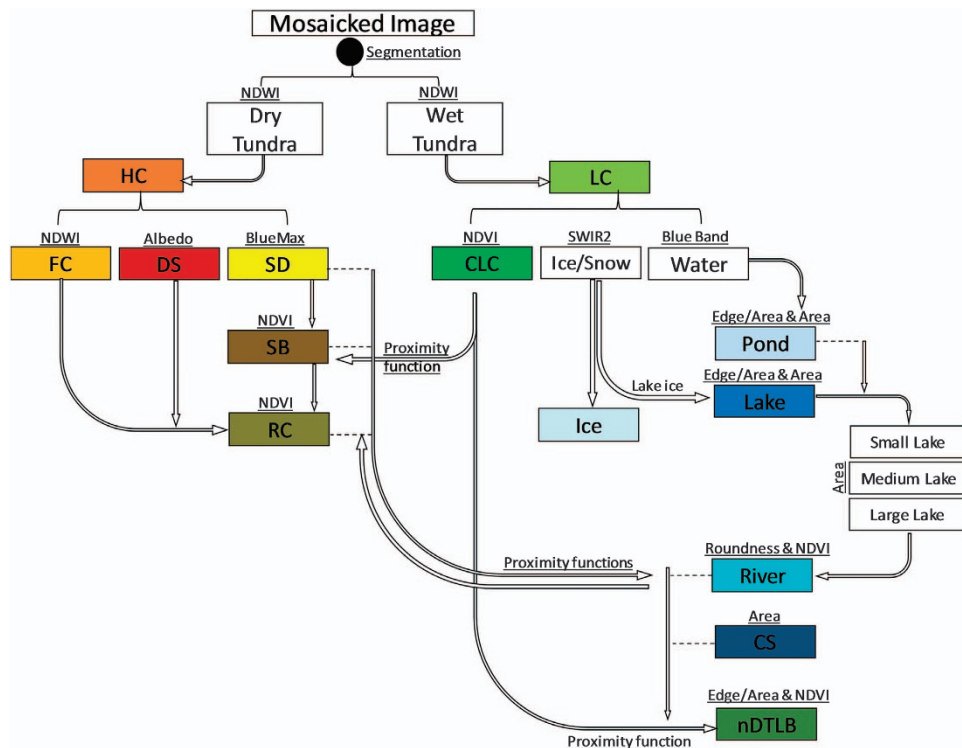 Mosaicked Image
Segmentation
NDWI
NDWI
Dry
Tundra
Wet
Tundra
HC
LC
NDWI
Albedo
BlueMax
NDVI
SWIR2
Blue Band
FC
DS
SD
CLC
Ice/Snow
Water
NDVI
SB
Proximity
function
Edge/Area & Area
Pond
Lake ice
Edge/Area & Area
Lake
NDVI
RC
Ice
Small Lake
Area
Medium Lake
Large Lake
Proximity functions
Roundness & NDVI
River
Area
CS
Edge/Area & NDVI
nDTLB
Proximity function